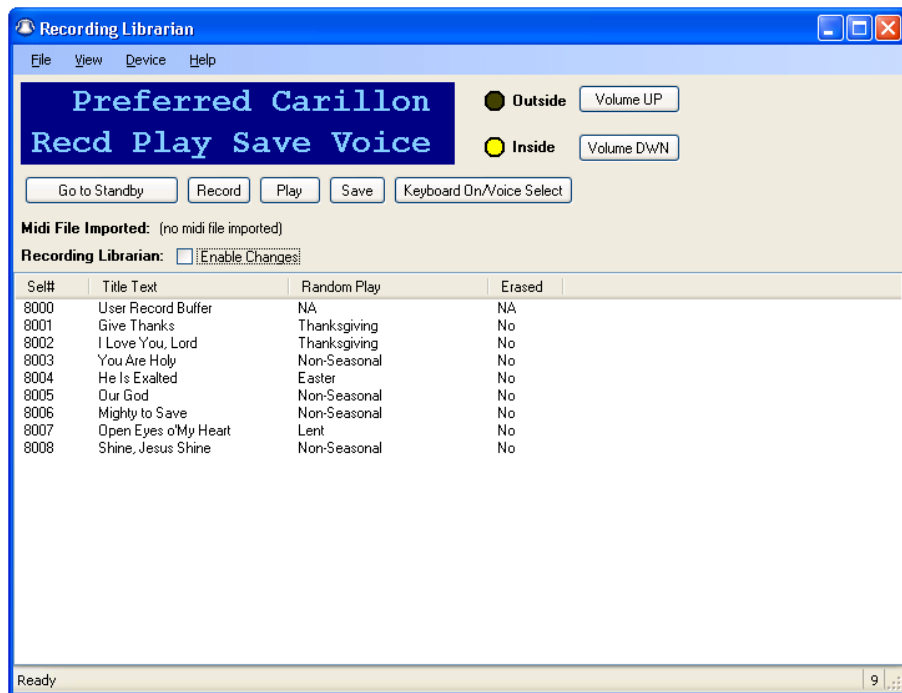 Recording Librarian
File View Device Help
Preferred Carillon
Recd Play Save Voice
Outside Volume UP
Inside Volume DWN
Go to Standby Record Play Save Keyboard On/Voice Select
Midi File Imported: (no midi file imported)
Recording Librarian: Enable Changes
Sel# Title Text Random Play Erased
8000 User Record Buffer NA NA
8001 Give Thanks Thanksgiving No
8002 I Love You, Lord Thanksgiving No
8003 You Are Holy Non-Seasonal No
8004 He Is Exalted Easter No
8005 Our God Non-Seasonal No
8006 Mighty to Save Non-Seasonal No
8007 Open Eyes o'My Heart Lent No
8008 Shine, Jesus Shine Non-Seasonal No
Ready 9